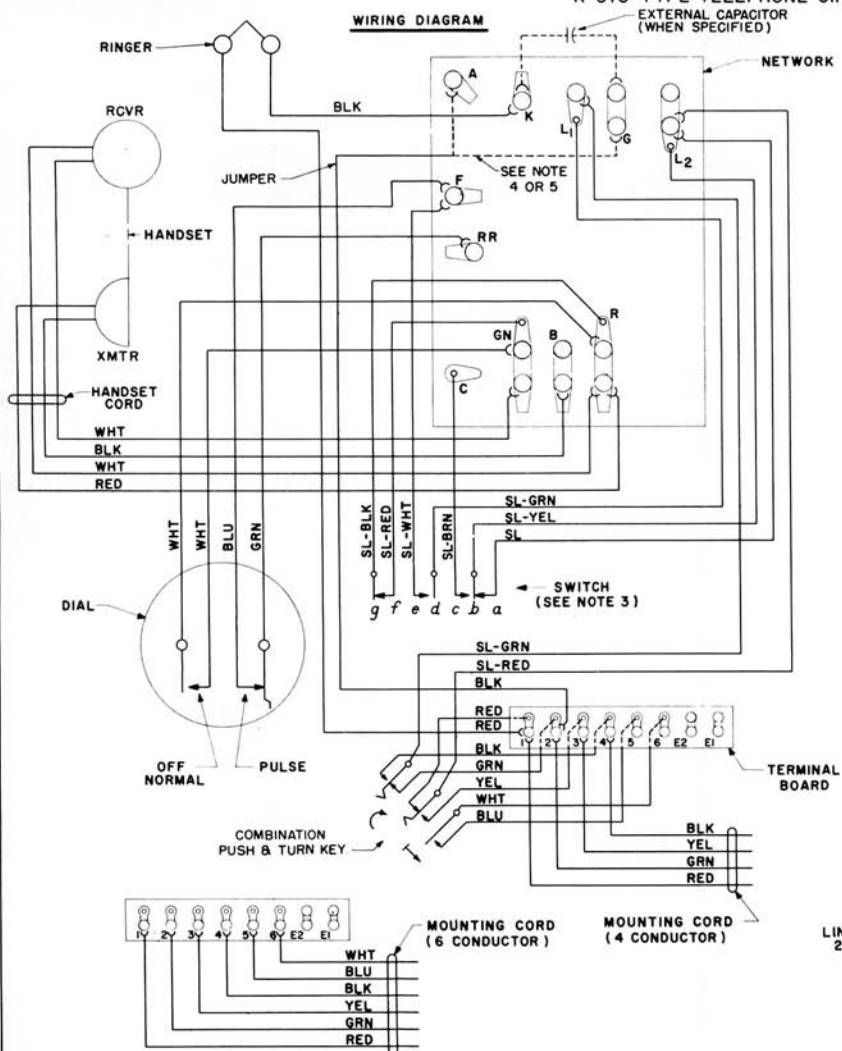 WIRING DIAGRAM
EXTERNAL CAPACITOR
(WHEN SPECIFIED)
RINGER
NETWORK
A
K
BLK
L1
G
L2
RCVR
JUMPER
SEE NOTE
4 OR 5
F
HANDSET
RR
R
GN
B
XMTR
C
HANDSET
CORD
WHT
BLK
WHT
RED
SL-GRN
SL-YEL
SL
WHT
WHT
BLU
GRN
SL-BLK
SL-RED
SL-WHT
SL-BRN
SWITCH
(SEE NOTE 3)
g f e d c b a
DIAL
SL-GRN
SL-RED
BLK
RED
RED
1 2 3 4 5 6 E2 E1
BLK
GRN
YEL
WHT
BLU
OFF
NORMAL
PULSE
TERMINAL
BOARD
COMBINATION
PUSH & TURN KEY
BLK
YEL
GRN
RED
1 2 3 4 5 6 E2 E1
MOUNTING CORD
(6 CONDUCTOR)
MOUNTING CORD
(4 CONDUCTOR)
WHT
BLU
BLK
YEL
GRN
RED